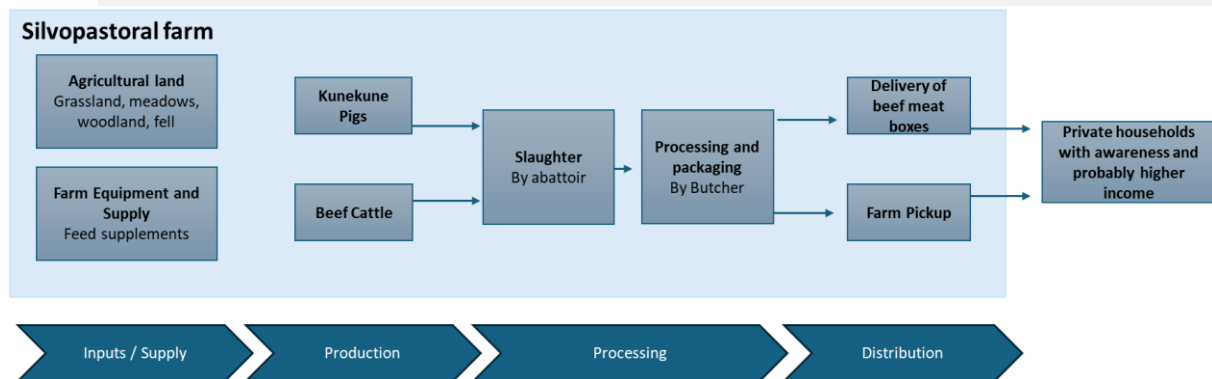 Silvopastoral farm
Agricultural land
Grassland, meadows,
woodland, fell
Farm Equipment and
Supply
Feed supplements
Kunekune
Pigs
Beef Cattle
Slaughter
By abattoir
Processing and
packaging
By Butcher
Delivery of
beef meat
boxes
Farm Pickup
Private households
with awareness and
probably higher
income
Inputs / Supply
Production
Processing
Distribution